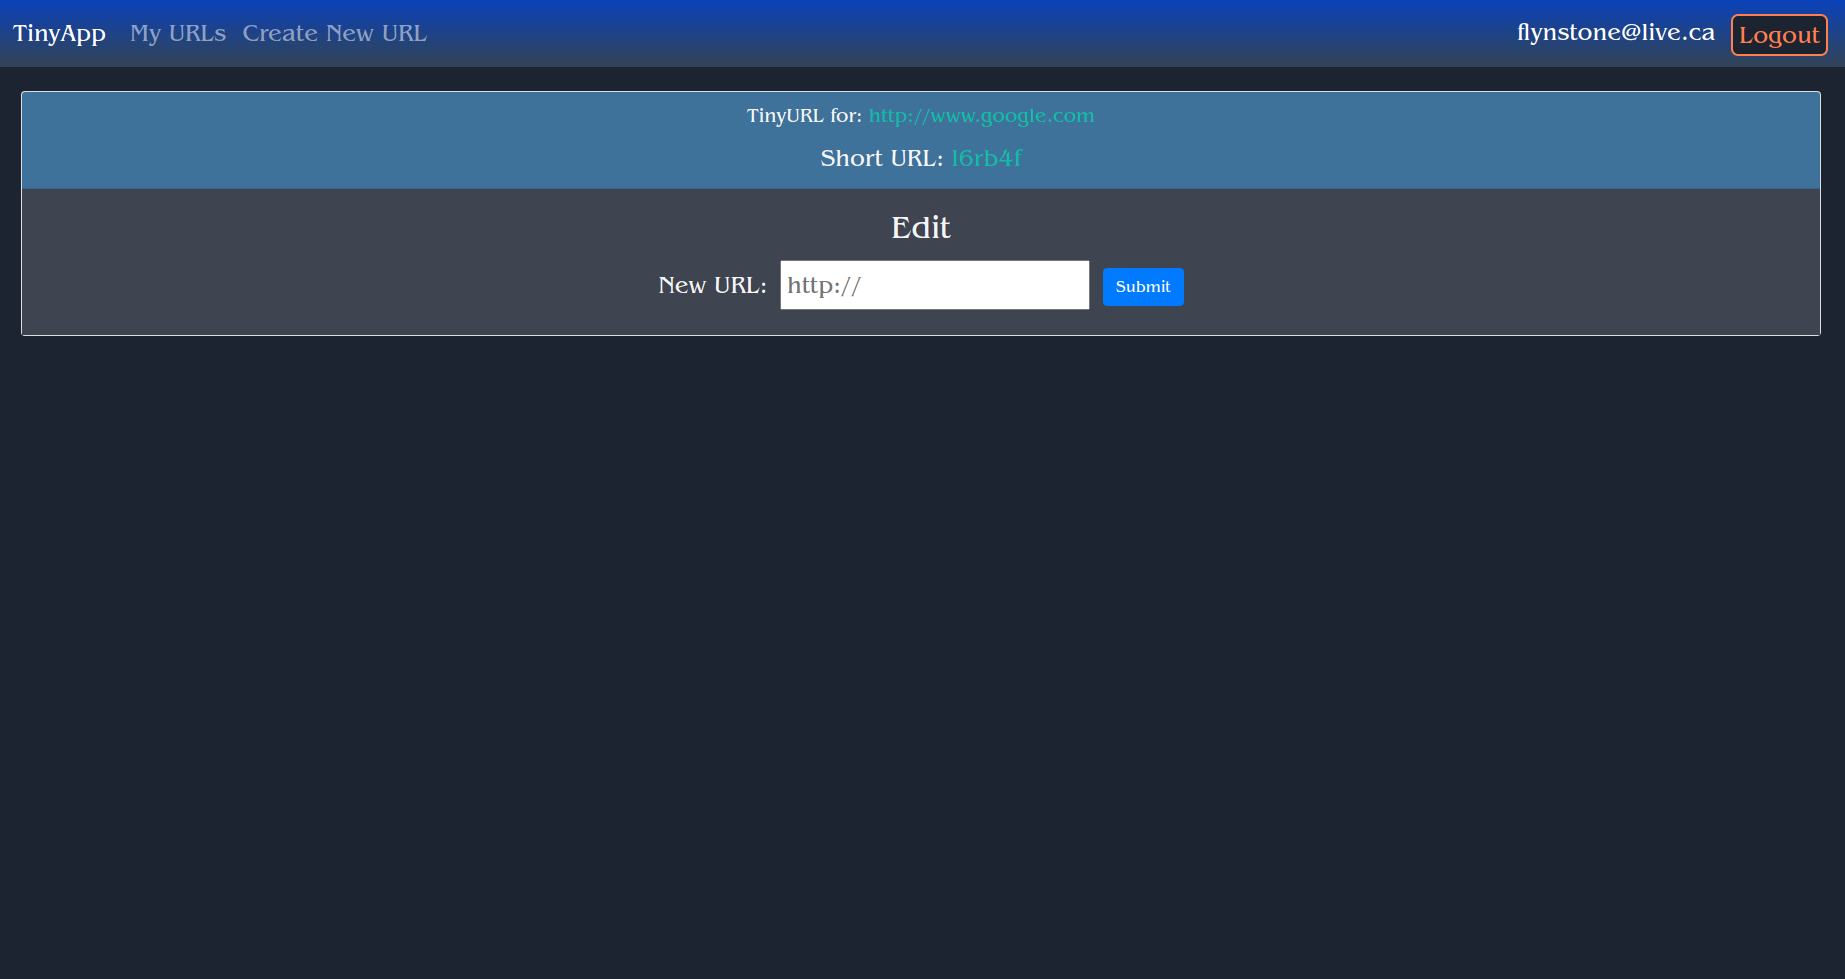 TinyApp My URLs Create New URL flynstone@live.ca Logout
TinyURL for: http://www.google.com
Short URL: l6rb4f
Edit
New URL: http:// Submit